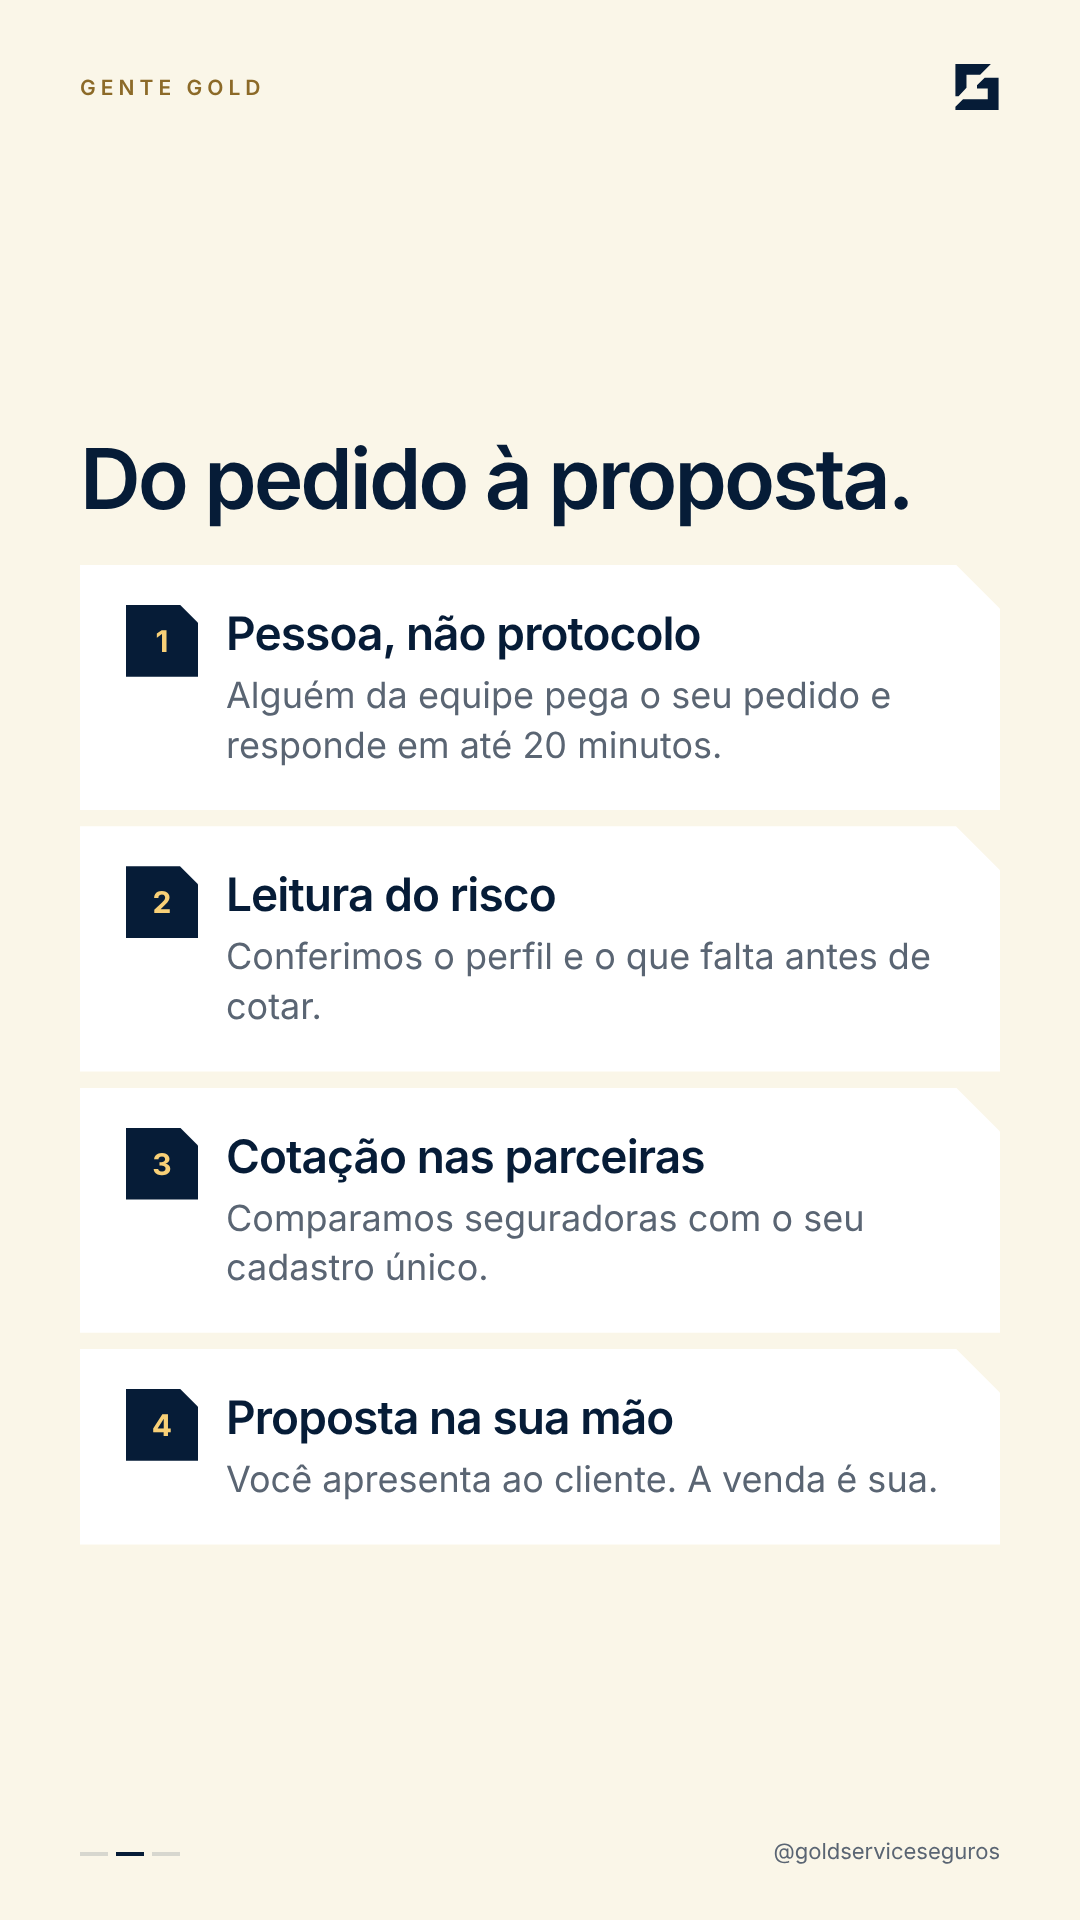 GENTE GOLD
Do pedido à proposta.
1
Pessoa, não protocolo
Alguém da equipe pega o seu pedido e
responde em até 20 minutos.
2
Leitura do risco
Conferimos o perfil e o que falta antes de
cotar.
3
Cotação nas parceiras
Comparamos seguradoras com o seu
cadastro único.
4
Proposta na sua mão
Você apresenta ao cliente. A venda é sua.
@goldserviceseguros